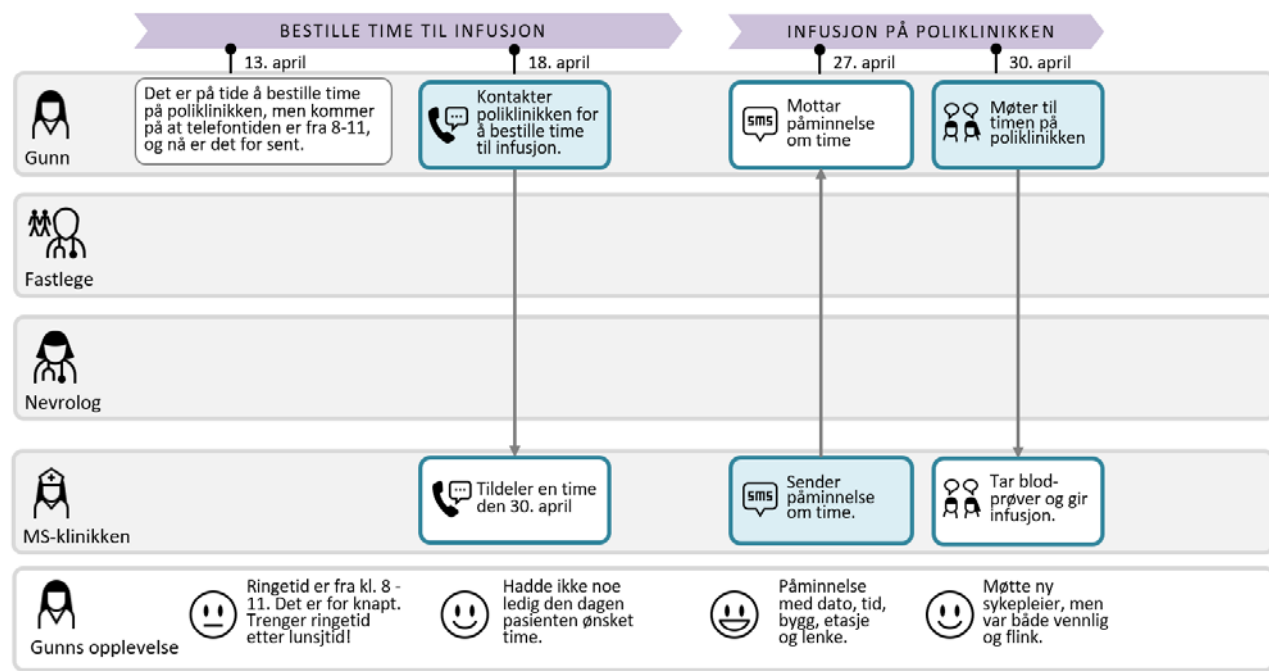 BESTILLE TIME TIL INFUSJON
INFUSJON PÅ POLIKLINIKKEN
13. april
18. april
27. april
30. april
Gunn
Det er på tide å bestille time
på poliklinikken, men kommer
på at telefontiden er fra 8-11,
og nå er det for sent.
Kontakter
poliklinikken for
å bestille time
til infusjon.
sms
Mottar
påminnelse
om time
Møter til
timen på
poliklinikken
Fastlege
Nevrolog
MS-klinikken
Tildeler en time
den 30. april
sms
Sender
påminnelse
om time.
Tar blod-
prøver og gir
infusjon.
Gunns opplevelse
Ringetid er fra kl. 8 -
11. Det er for knapt.
Trenger ringetid
etter lunsjtid!
Hadde ikke noe
ledig den dagen
pasienten ønsket
time.
Påminnelse
med dato, tid,
bygg, etasje
og lenke.
Møtte ny
sykepleier, men
var både vennlig
og flink.